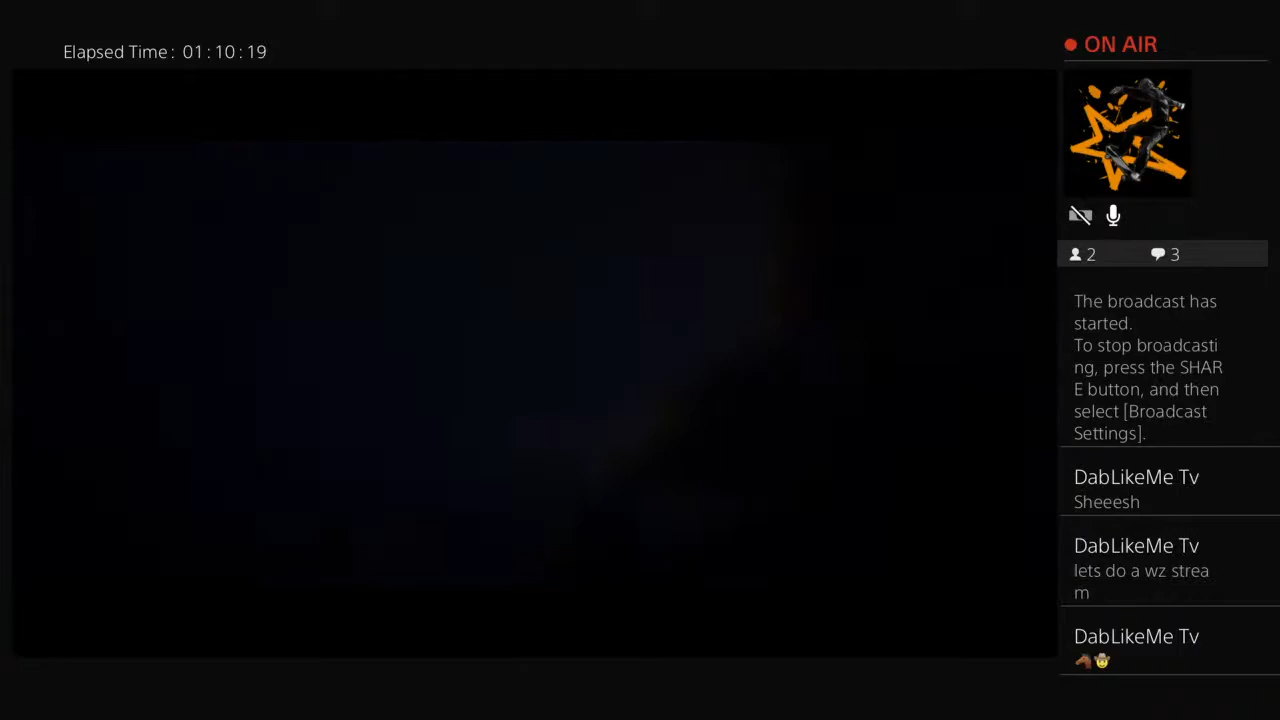 Elapsed Time: 01:10:19
ON AIR
2 3
The broadcast has
started.
To stop broadcasti
ng, press the SHAR
E button, and then
select [Broadcast
Settings].
DabLikeMe Tv
Sheeesh
DabLikeMe Tv
lets do a wz strea
m
DabLikeMe Tv
🐴🤠